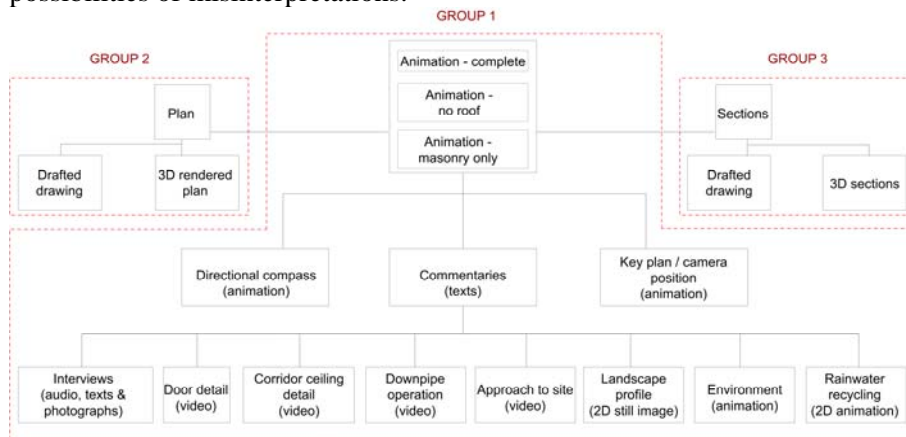 possibilities of misinterpretations.
GROUP 1
GROUP 2
GROUP 3
Animation - complete
Animation -
no roof
Animation -
masonry only
Plan
Drafted
drawing
3D rendered
plan
Sections
Drafted
drawing
3D sections
Directional compass
(animation)
Commentaries
(texts)
Key plan / camera
position
(animation)
Interviews
(audio, texts &
photographs)
Door detail
(video)
Corridor ceiling
detail
(video)
Downpipe
operation
(video)
Approach to site
(video)
Landscape
profile
(2D still image)
Environment
(animation)
Rainwater
recycling
(2D animation)